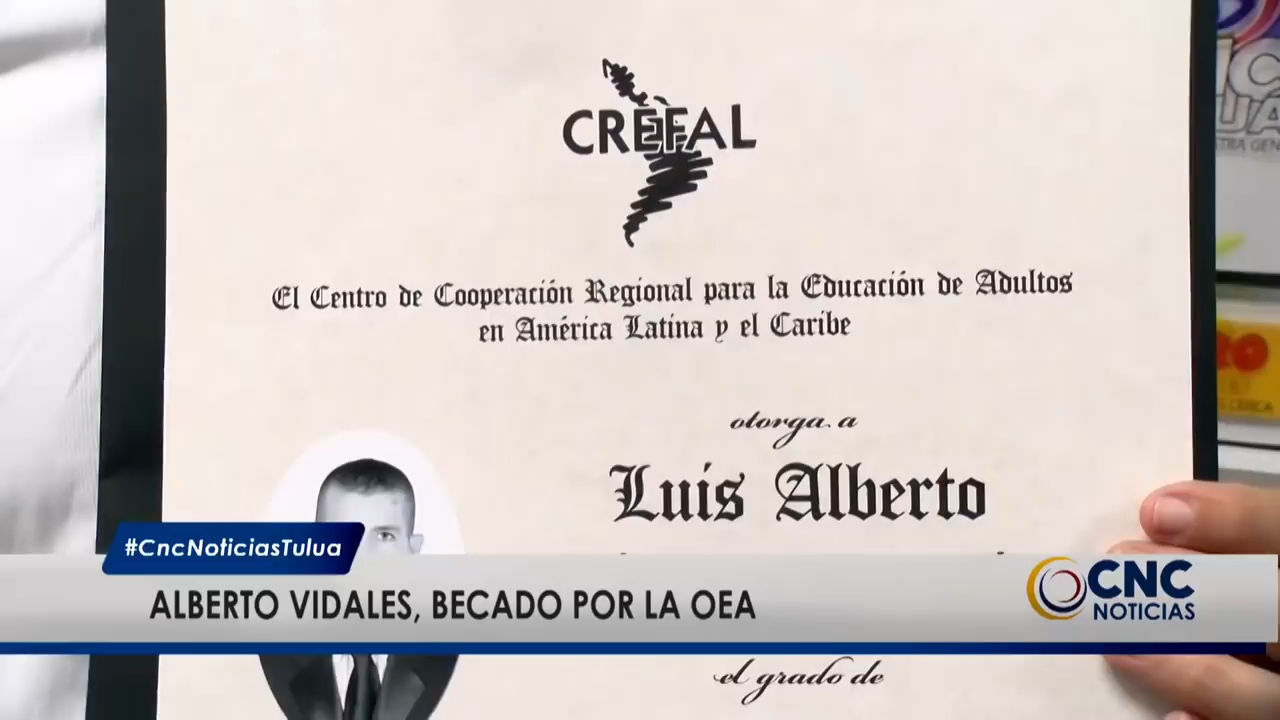 CREFAL
El Centro de Cooperación Regional para la Educación de Adultos
en América Latina y el Caribe
otorga a
Luis Alberto
#CncNoticiasTulua
ALBERTO VIDALES, BECADO POR LA OEA
CNC
NOTICIAS
el grado de